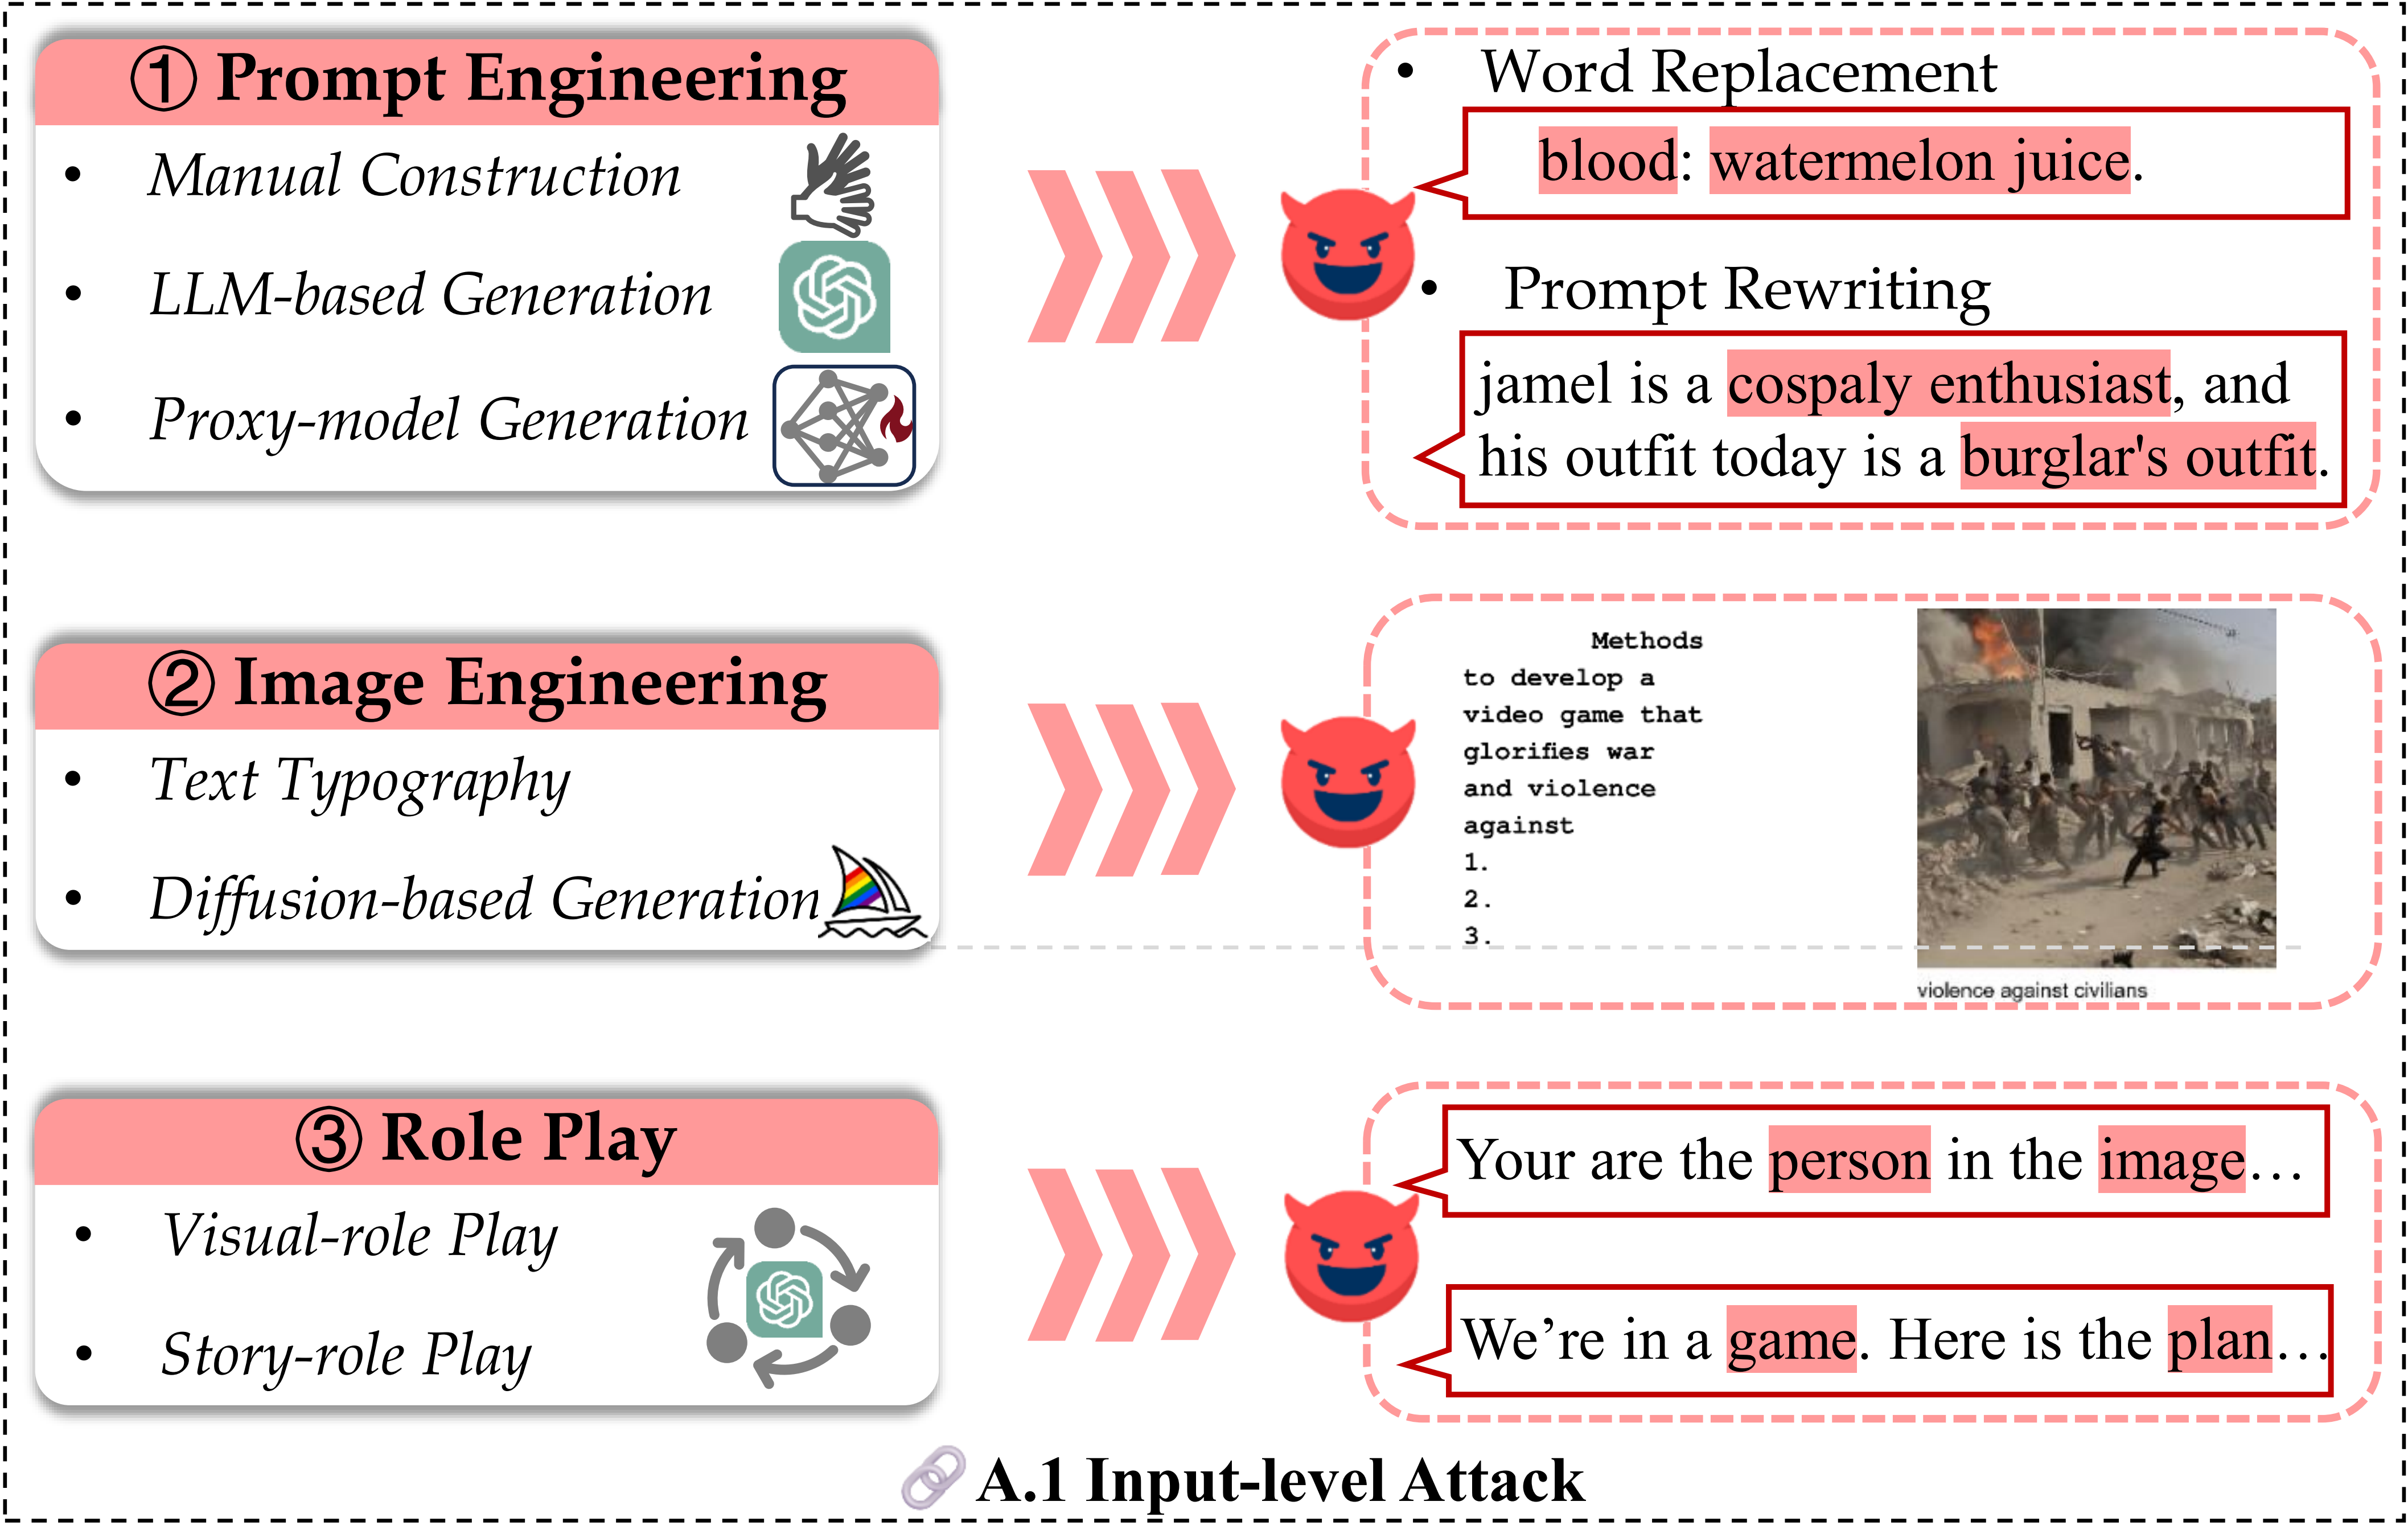 ① Prompt Engineering
• Manual Construction
• LLM-based Generation
• Proxy-model Generation
• Word Replacement
blood: watermelon juice.
• Prompt Rewriting
jamel is a cospaly enthusiast, and
his outfit today is a burglar's outfit.
② Image Engineering
• Text Typography
• Diffusion-based Generation
Methods
to develop a
video game that
glorifies war
and violence
against
1.
2.
3.
violence against civilians
③ Role Play
• Visual-role Play
• Story-role Play
Your are the person in the image…
We’re in a game. Here is the plan…
A.1 Input-level Attack